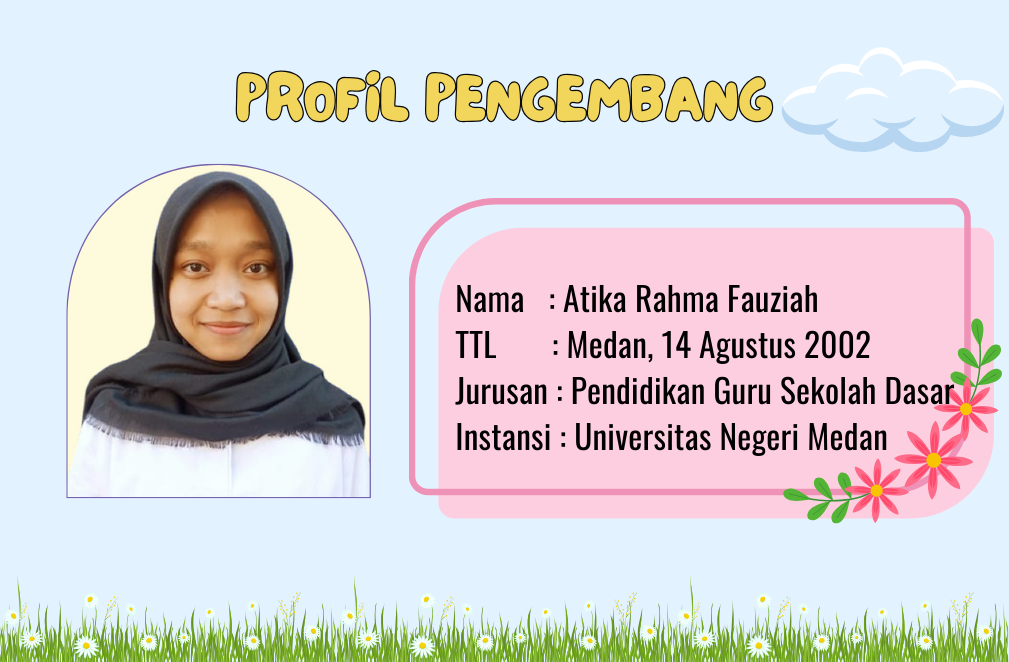 PROFIL PENGEMBANG
Nama : Atika Rahma Fauziah
TTL : Medan, 14 Agustus 2002
Jurusan : Pendidikan Guru Sekolah Dasar
Instansi : Universitas Negeri Medan